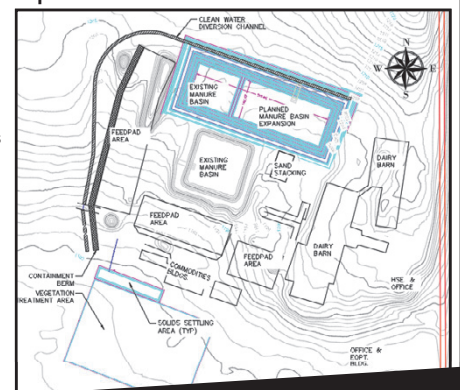 CLEAN WATER
DIVERSION CHANNEL
N
W
E
S
EXISTING
MANURE
BASIN
PLANNED
MANURE BASIN
EXPANSION
FEEDPAD
AREA
EXISTING
MANURE
BASIN
SAND
STACKING
DAIRY
BARN
FEEDPAD
AREA
FEEDPAD
AREA
DAIRY
BARN
COMMODITIES
BLDGS.
CONTAINMENT
BERM
VEGETATION
TREATMENT AREA
HSE &
OFFICE
SOLIDS SETTLING
AREA (TYP)
OFFICE &
EQPT.
BLDG.